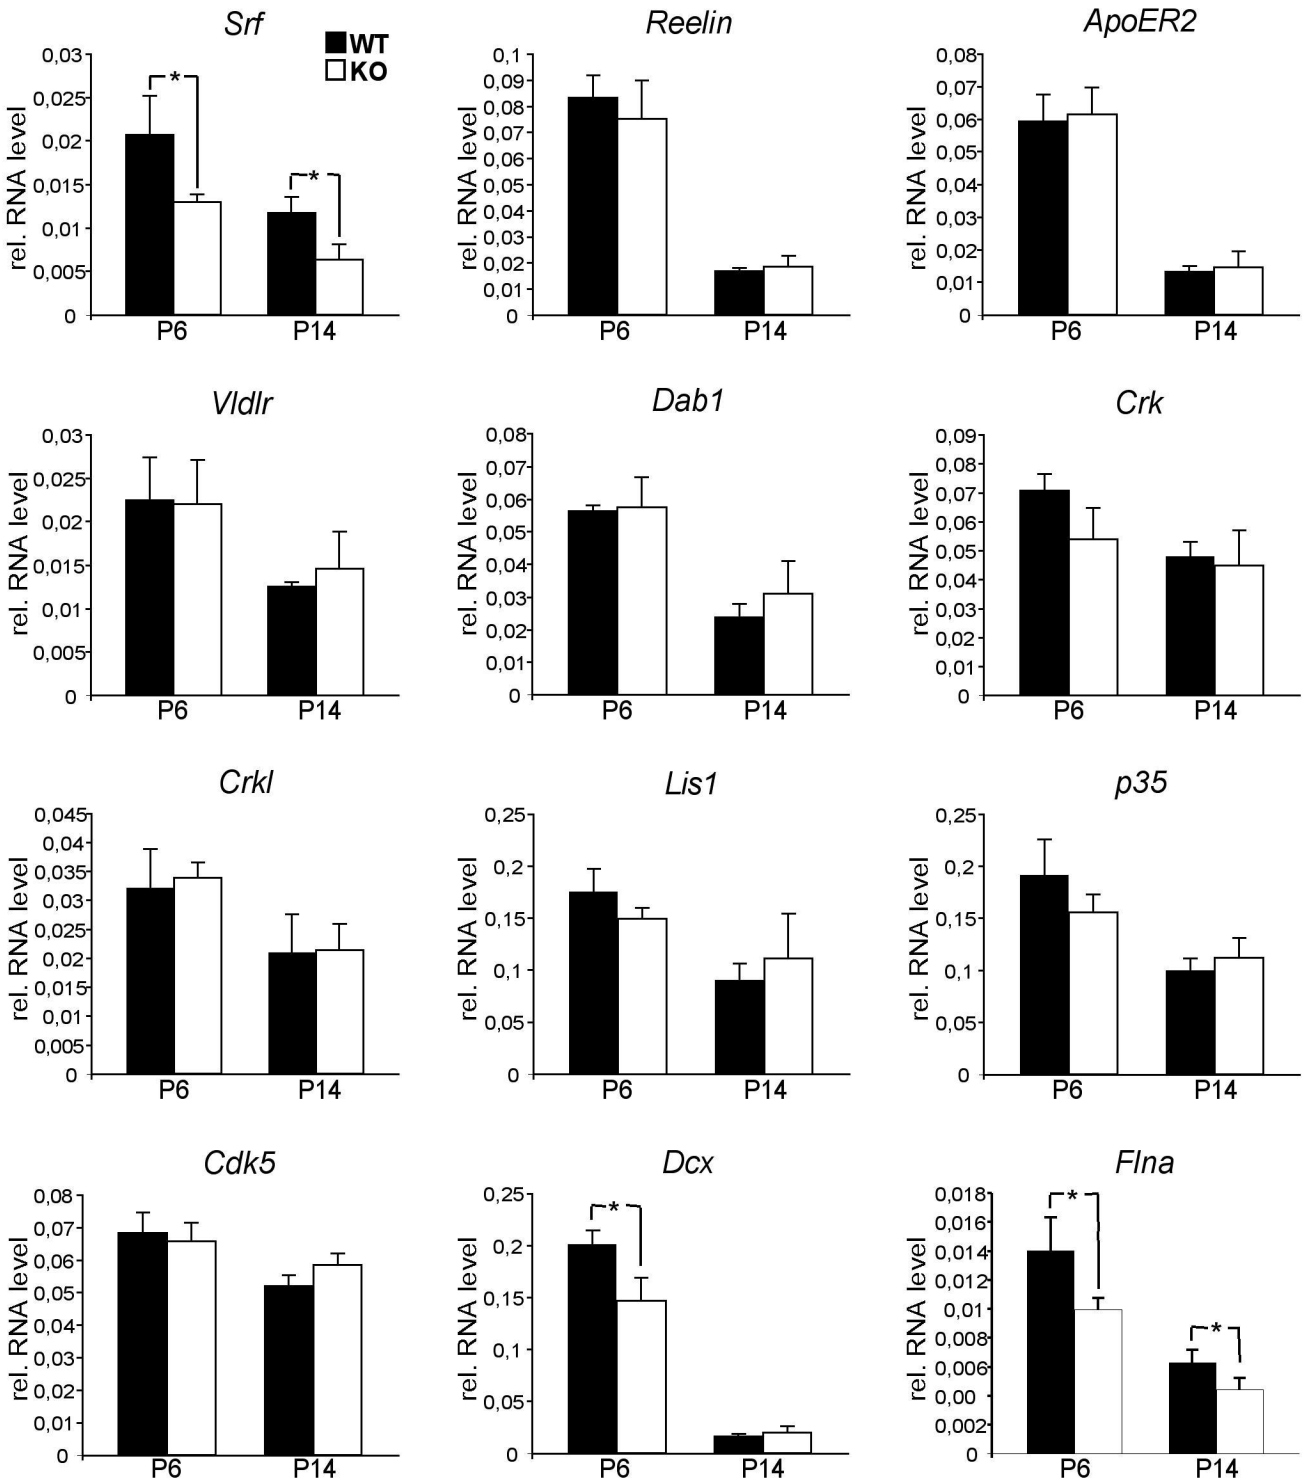 Srf
WT
KO
rel. RNA level
0,03
0,025
0,02
0,015
0,01
0,005
0
*
*
P6
P14
Reelin
rel. RNA level
0,1
0,09
0,08
0,07
0,06
0,05
0,04
0,03
0,02
0,01
0
P6
P14
ApoER2
rel. RNA level
0,08
0,07
0,06
0,05
0,04
0,03
0,02
0,01
0
P6
P14
Vldlr
rel. RNA level
0,03
0,025
0,02
0,015
0,01
0,005
0
P6
P14
Dab1
rel. RNA level
0,08
0,07
0,06
0,05
0,04
0,03
0,02
0,01
0
P6
P14
Crk
rel. RNA level
0,09
0,08
0,07
0,06
0,05
0,04
0,03
0,02
0,01
0
P6
P14
Crkl
rel. RNA level
0,045
0,04
0,035
0,03
0,025
0,02
0,015
0,01
0,005
0
P6
P14
Lis1
rel. RNA level
0,25
0,2
0,15
0,1
0,05
0
P6
P14
p35
rel. RNA level
0,25
0,2
0,15
0,1
0,05
0
P6
P14
Cdk5
rel. RNA level
0,08
0,07
0,06
0,05
0,04
0,03
0,02
0,01
0
P6
P14
Dcx
rel. RNA level
0,25
0,2
0,15
0,1
0,05
0
*
P6
P14
Flna
rel. RNA level
0,018
0,016
0,014
0,012
0,01
0,008
0,006
0,00
0,002
0
*
*
P6
P14